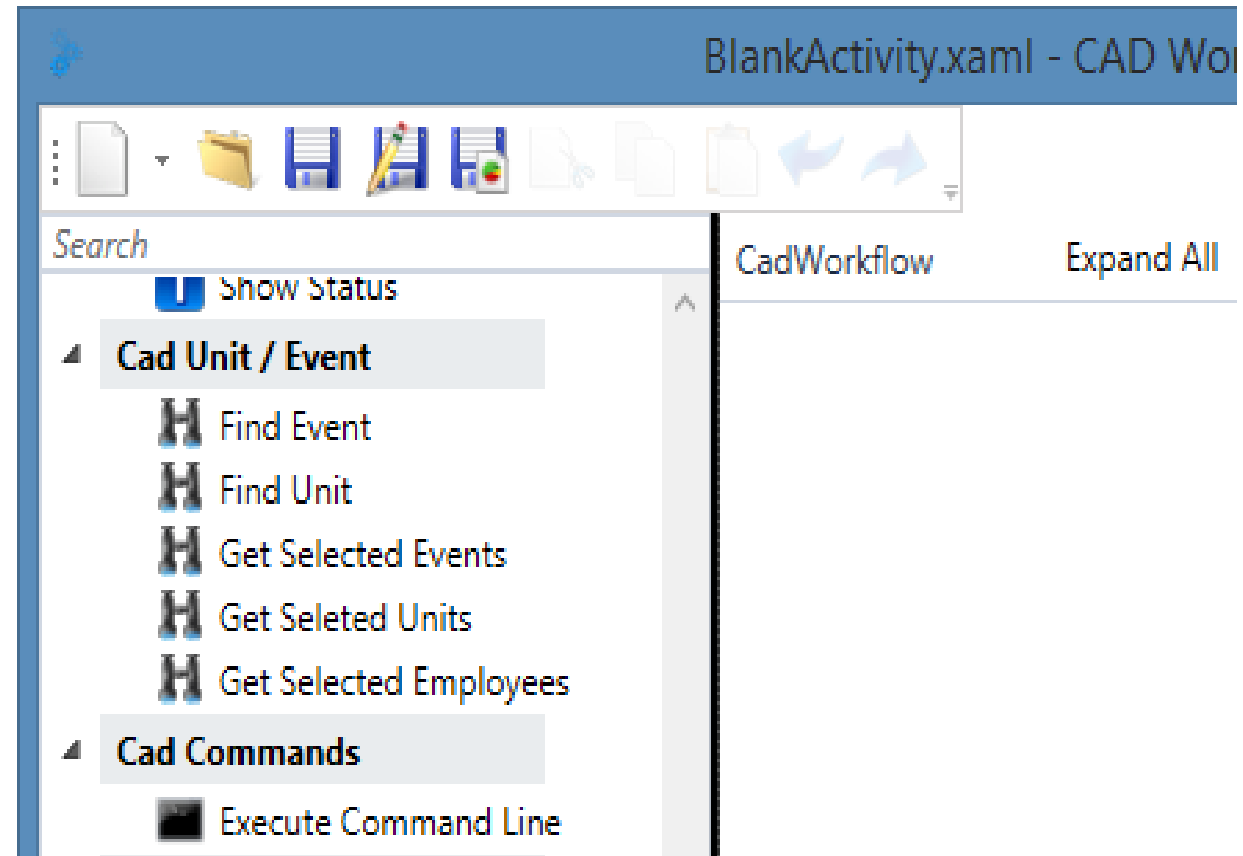 BlankActivity.xaml - CAD Wor
Search
CadWorkflow Expand All
Show Status
Cad Unit / Event
Find Event
Find Unit
Get Selected Events
Get Seleted Units
Get Selected Employees
Cad Commands
Execute Command Line